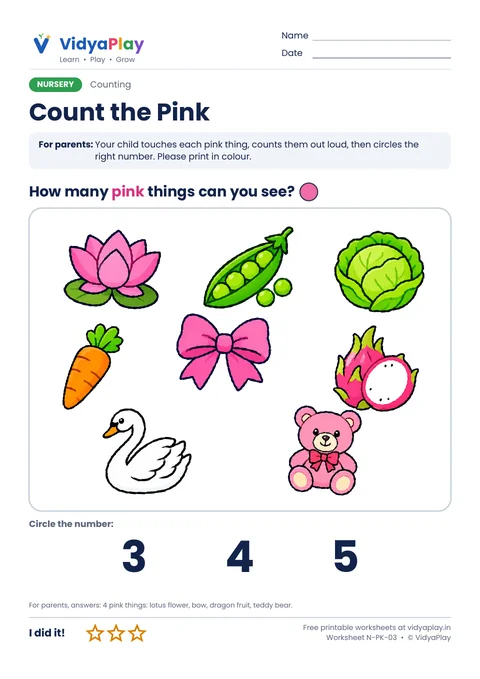 VidyaPlay
Learn • Play • Grow
Name
Date
NURSERY Counting
Count the Pink
For parents: Your child touches each pink thing, counts them out loud, then circles the
right number. Please print in colour.
How many pink things can you see?
Circle the number:
3 4 5
For parents, answers: 4 pink things: lotus flower, bow, dragon fruit, teddy bear.
I did it!
Free printable worksheets at vidyaplay.in
Worksheet N-PK-03 • © VidyaPlay